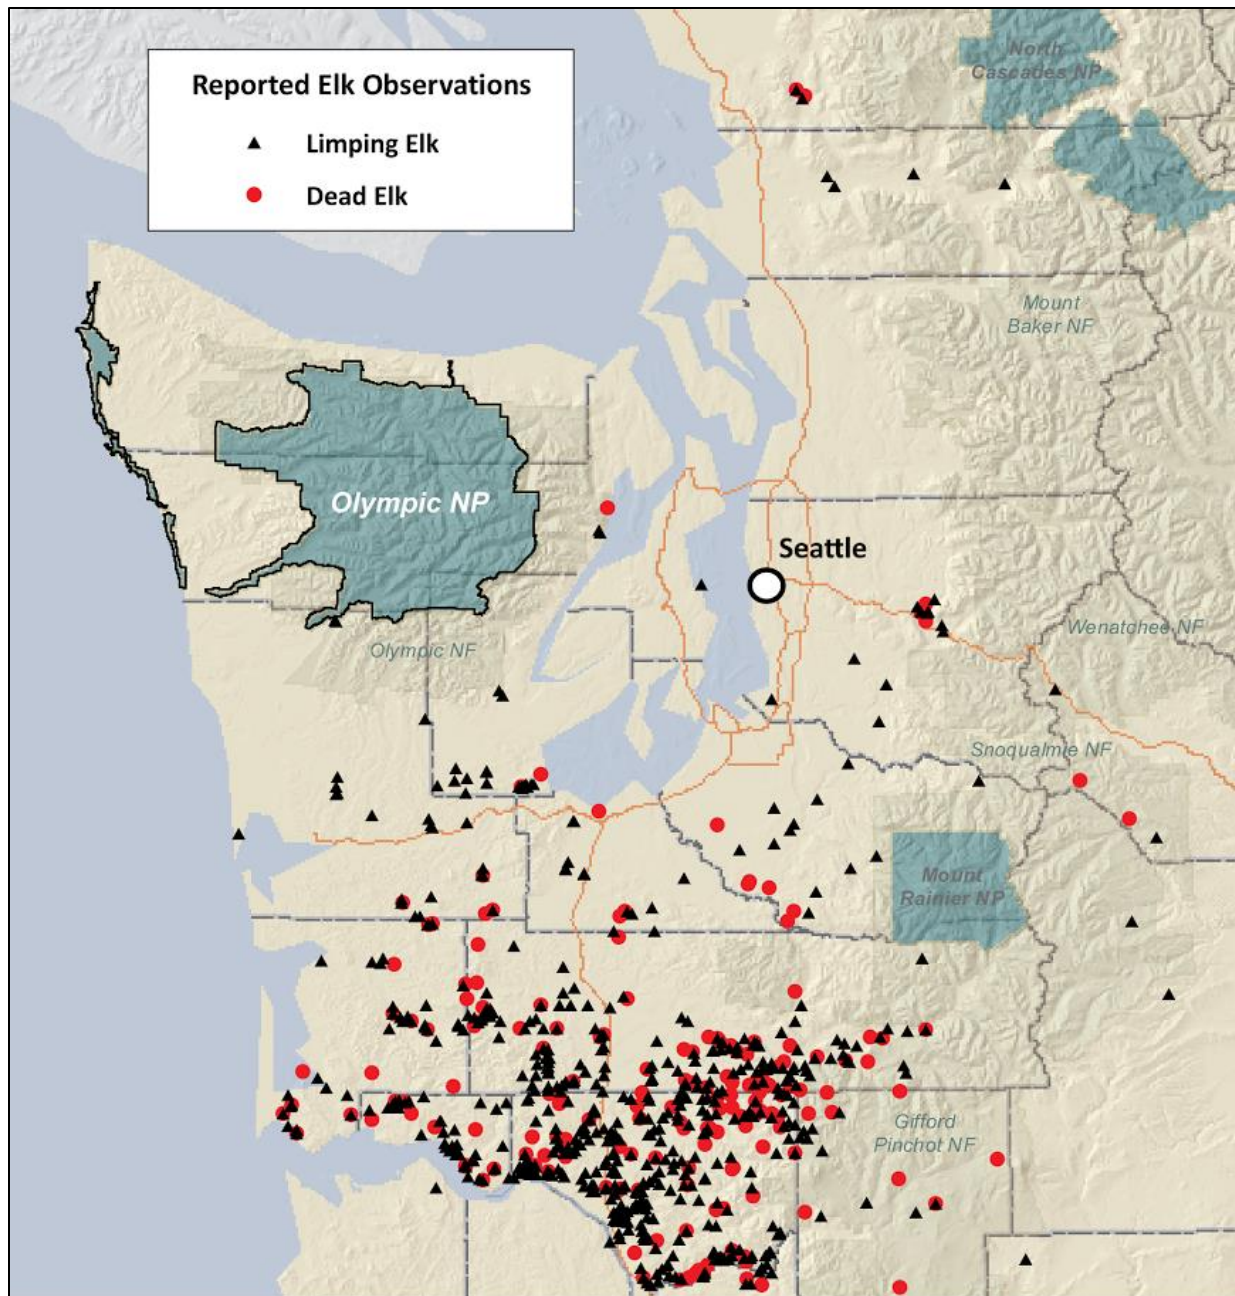 Reported Elk Observations
Limping Elk
Dead Elk
North
Cascades NP
Mount
Baker NF
Olympic NP
Seattle
Olympic NF
Wenatchee NF
Snoqualmie NF
Mount
Rainier NP
Gifford
Pinchot NF